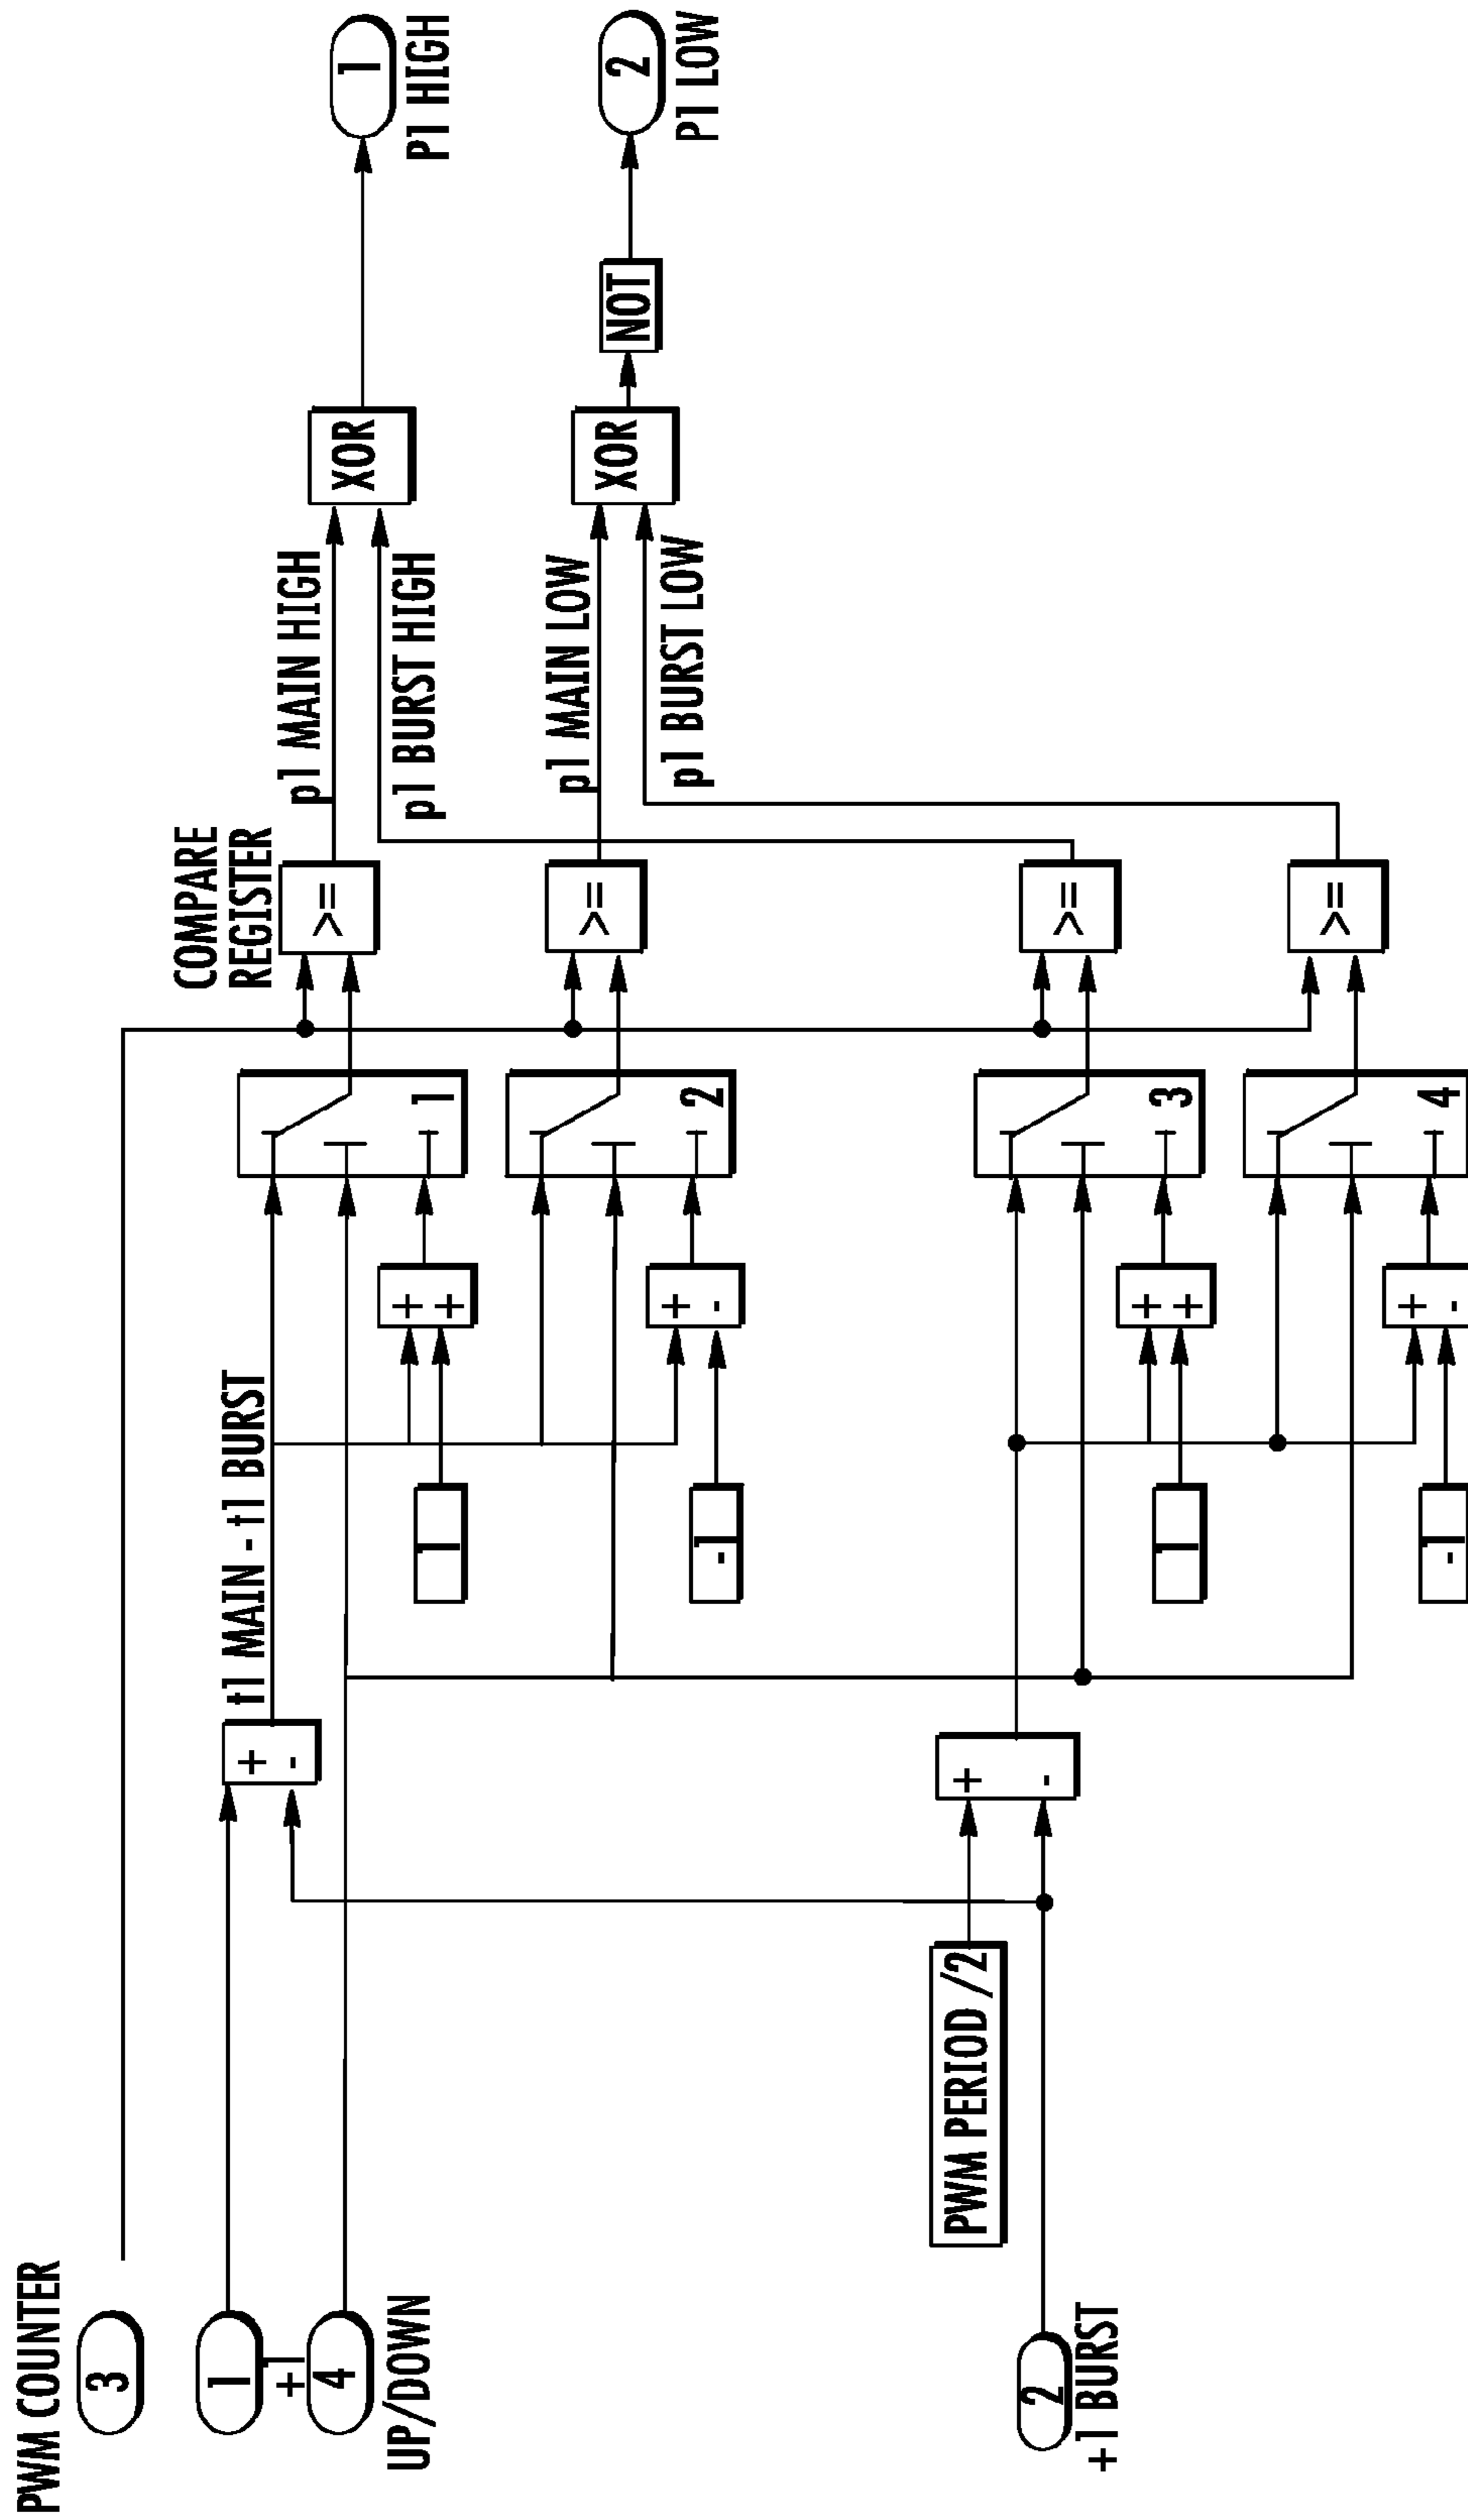 PWM COUNTER
3
1
+1
4
UP/DOWN
PWM PERIOD /2
2
+1 BURST
+
-
t1 MAIN - t1 BURST
+
-
1
-1
1
-1
+
+
+
-
+
+
+
-
1
2
3
4
COMPARE
REGISTER
>=
>=
>=
>=
p1 MAIN HIGH
p1 BURST HIGH
p1 MAIN LOW
p1 BURST LOW
XOR
XOR
NOT
1
P1 HIGH
2
P1 LOW